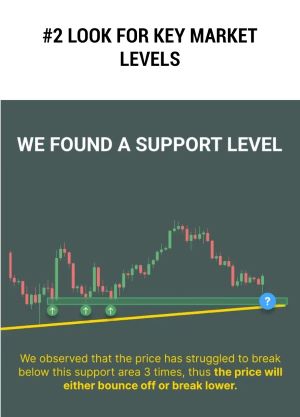 #2 LOOK FOR KEY MARKET
LEVELS
WE FOUND A SUPPORT LEVEL
?
We observed that the price has struggled to break
below this support area 3 times, thus the price will
either bounce off or break lower.